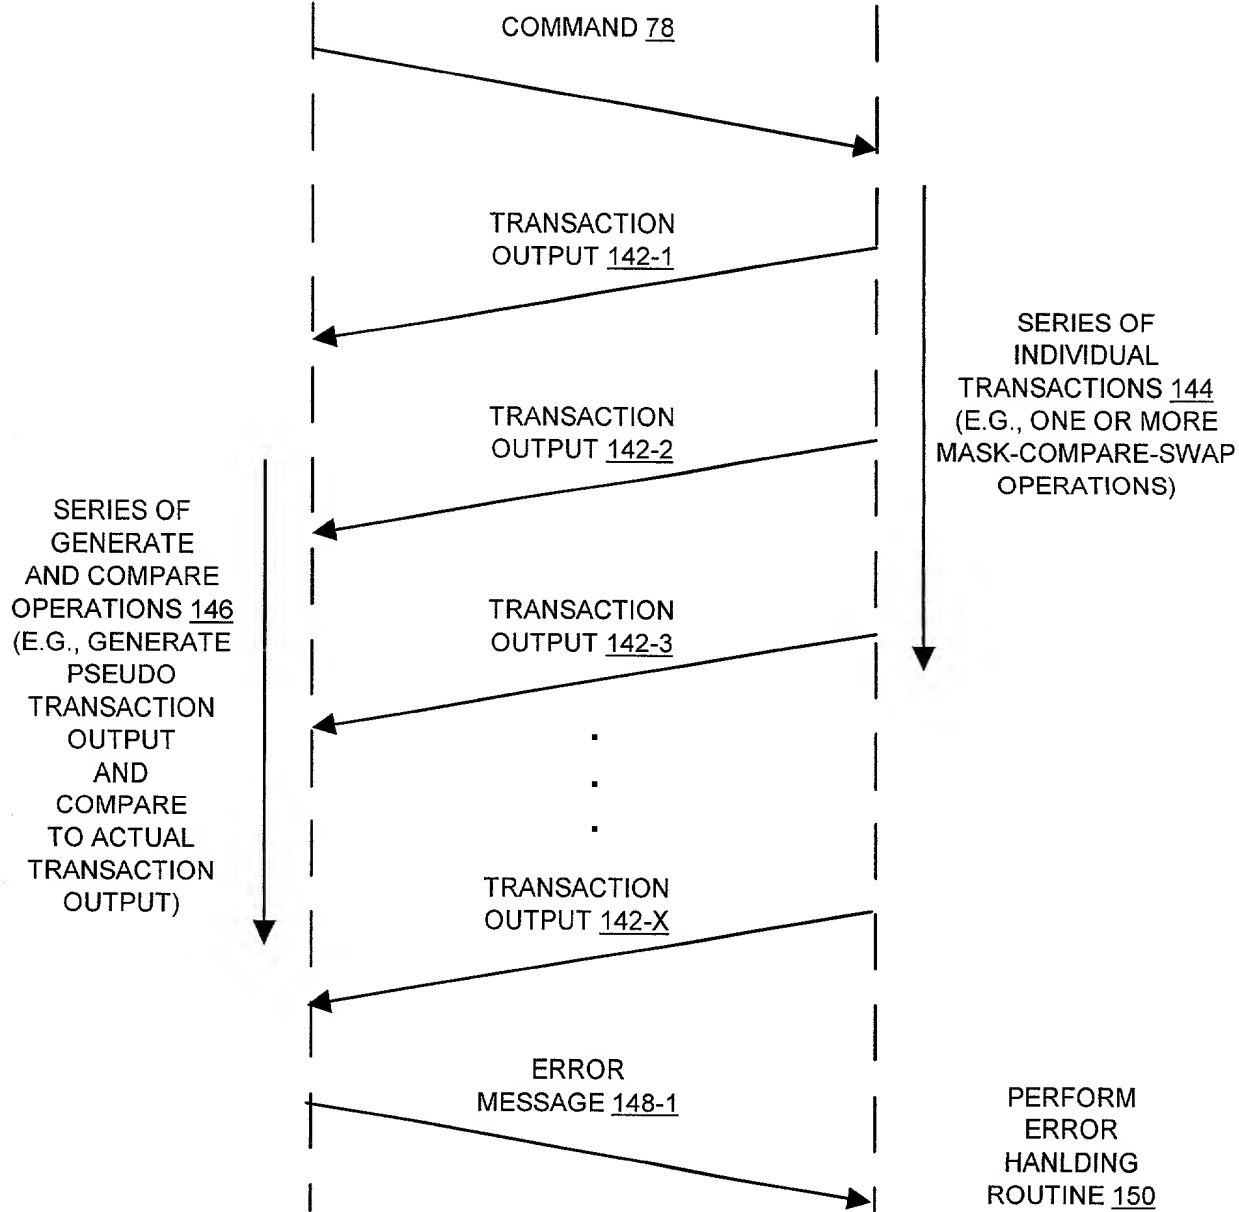 COMMAND 78
TRANSACTION
OUTPUT 142-1
SERIES OF
INDIVIDUAL
TRANSACTIONS 144
(E.G., ONE OR MORE
MASK-COMPARE-SWAP
OPERATIONS)
TRANSACTION
OUTPUT 142-2
SERIES OF
GENERATE
AND COMPARE
OPERATIONS 146
(E.G., GENERATE
PSEUDO
TRANSACTION
OUTPUT
AND
COMPARE
TO ACTUAL
TRANSACTION
OUTPUT)
TRANSACTION
OUTPUT 142-3
.
.
.
TRANSACTION
OUTPUT 142-X
ERROR
MESSAGE 148-1
PERFORM
ERROR
HANLDING
ROUTINE 150